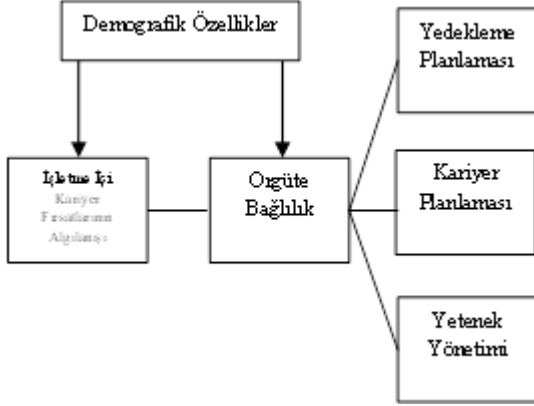 Demografik Özellikler
Yedekleme
Planlaması
İşletme İçi
Kariyer
Fırsatlarının
Algılanışı
Örgüte
Bağlılık
Kariyer
Planlaması
Yetenek
Yönetimi